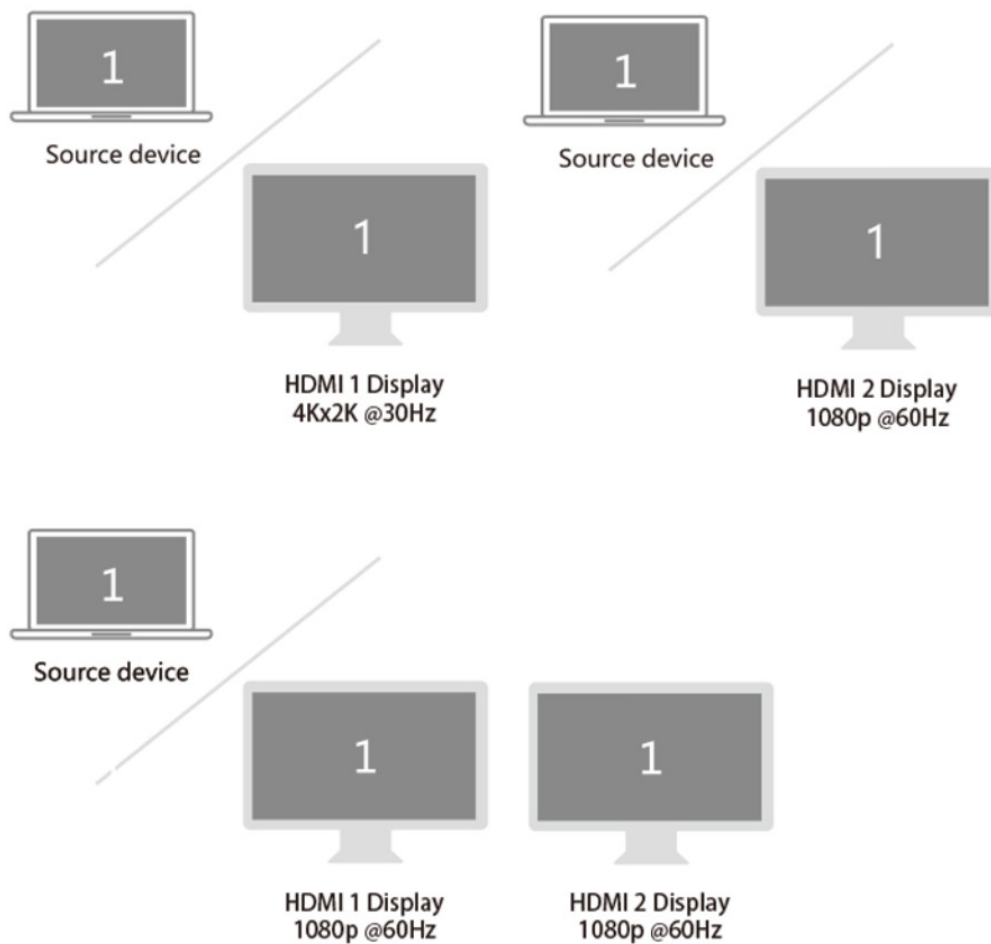 1
Source device
1
HDMI 1 Display
4Kx2K @30Hz
1
Source device
1
HDMI 2 Display
1080p @60Hz
1
Source device
1
HDMI 1 Display
1080p @60Hz
1
HDMI 2 Display
1080p @60Hz